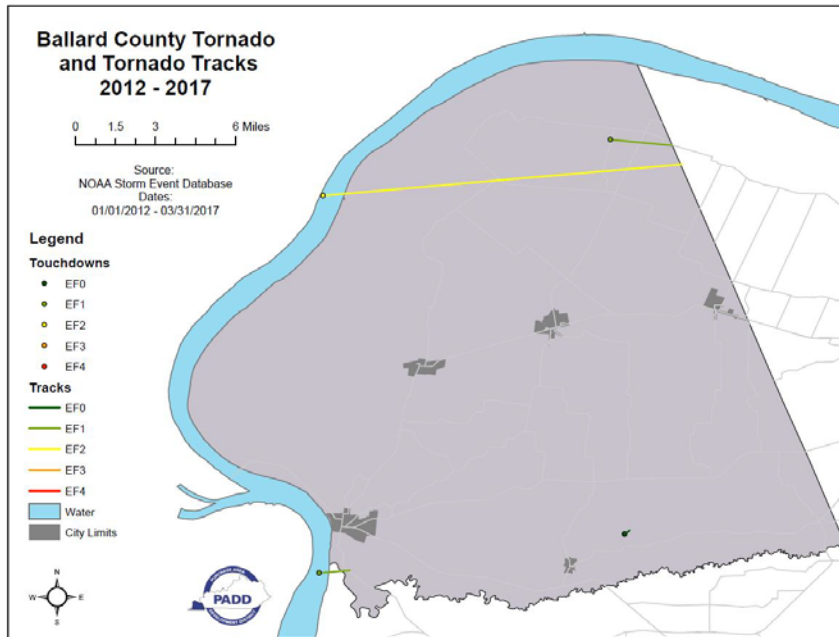 Ballard County Tornado
and Tornado Tracks
2012 - 2017
0 1.5 3 6 Miles
Source:
NOAA Storm Event Database
Dates:
01/01/2012 - 03/31/2017
Legend
Touchdowns
EF0
EF1
EF2
EF3
EF4
Tracks
EF0
EF1
EF2
EF3
EF4
Water
City Limits
N
W E
S
PADD
DEVELOPMENT DISTRICT